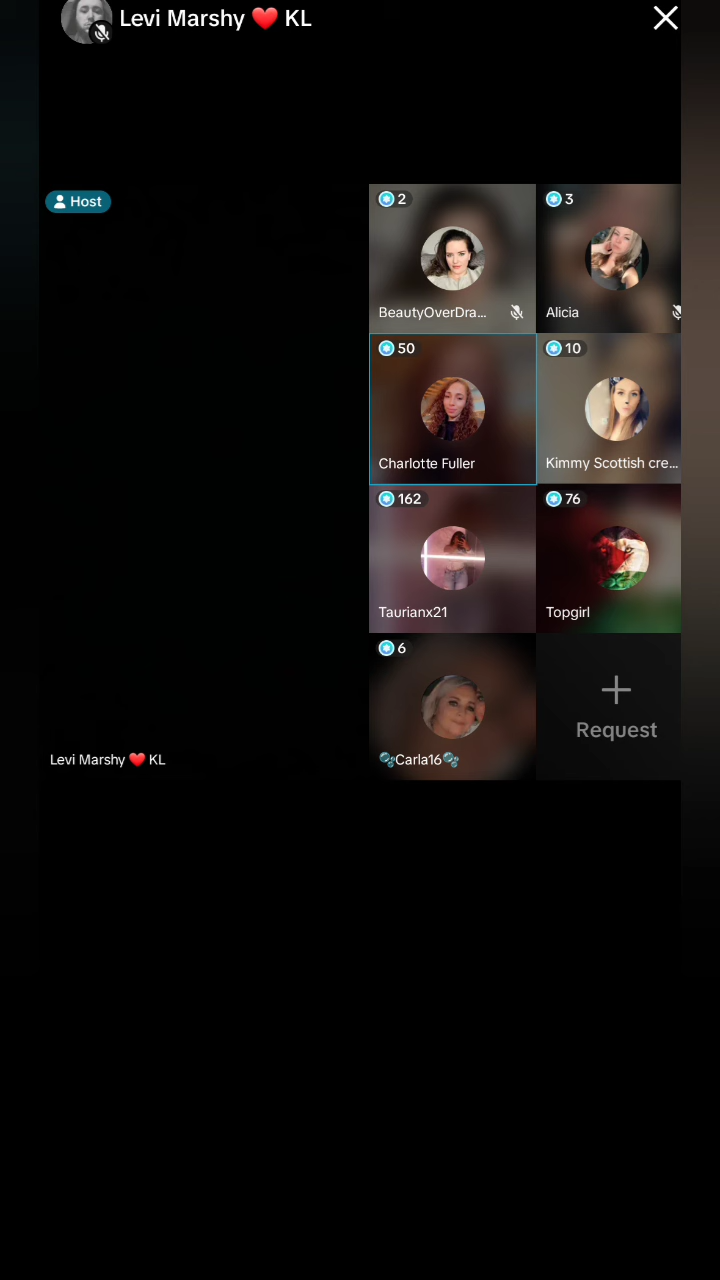 Levi Marshy ❤️ KL
Host
2
3
BeautyOverDra...
Alicia
50
10
Charlotte Fuller
Kimmy Scottish cre...
162
76
Taurianx21
Topgirl
6
Request
🫧Carla16🫧
Levi Marshy ❤️ KL